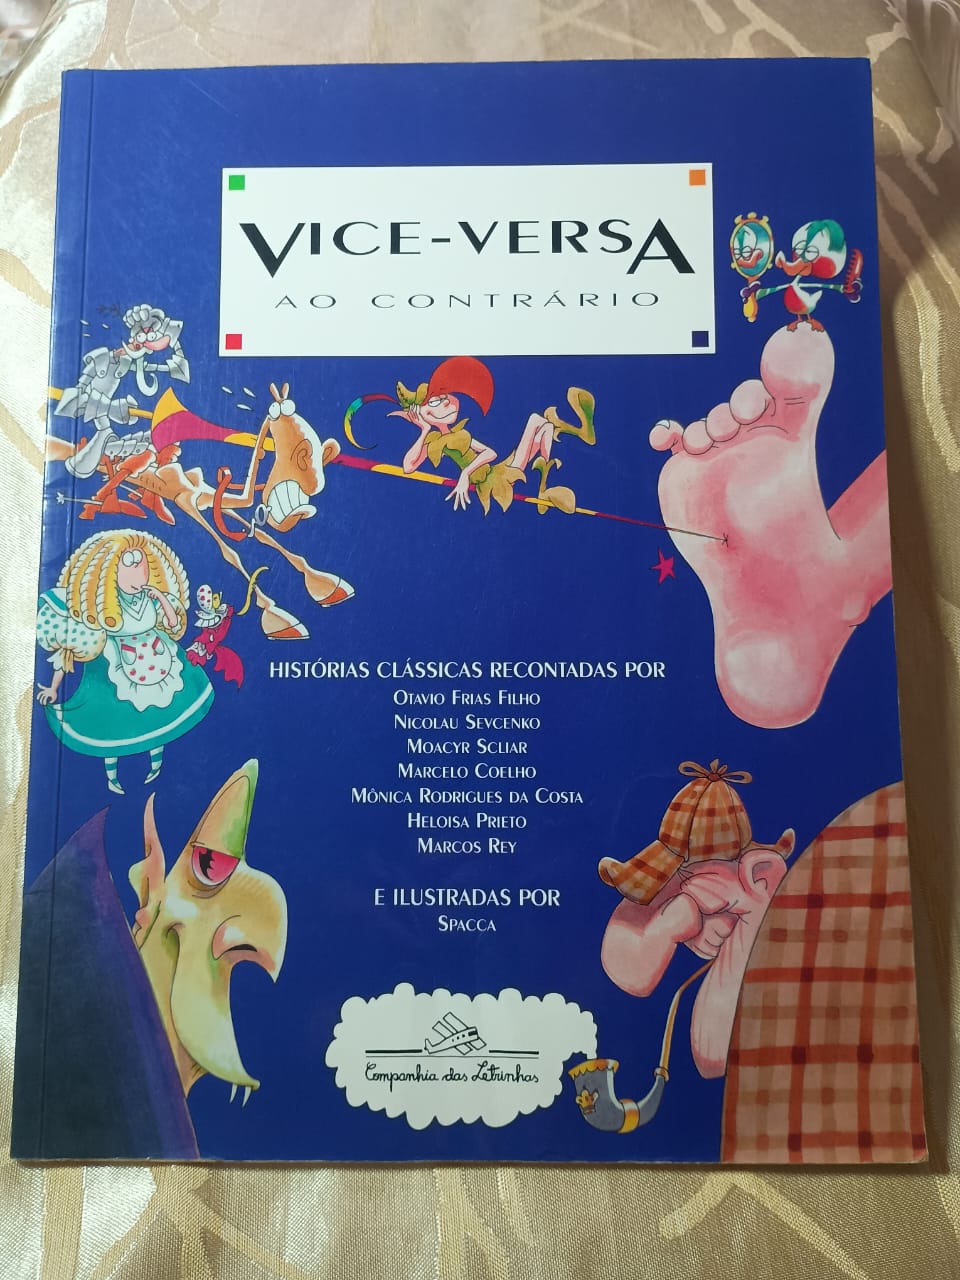 VICE-VERSA
AO CONTRÁRIO
HISTÓRIAS CLÁSSICAS RECONTADAS POR
OTAVIO FRIAS FILHO
NICOLAU SEVCENKO
MOACYR SCLIAR
MARCELO COELHO
MÔNICA RODRIGUES DA COSTA
HELOISA PRIETO
MARCOS REY
E ILUSTRADAS POR
SPACCA
Companhia das Letrinhas